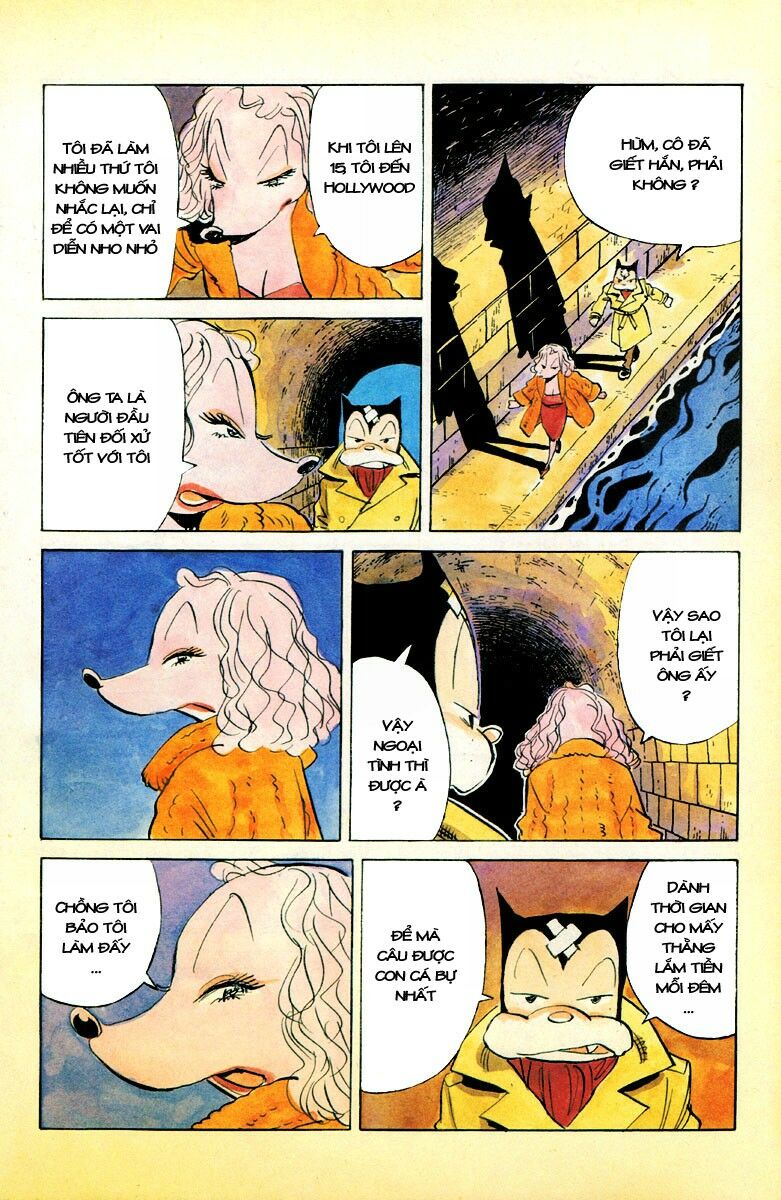 HỪM, CÔ ĐÃ
GIẾT HẮN, PHẢI
KHÔNG ?
KHI TÔI LÊN
15, TÔI ĐẾN
HOLLYWOOD
TÔI ĐÃ LÀM
NHIỀU THỨ TÔI
KHÔNG MUỐN
NHẮC LẠI, CHỈ
ĐỂ CÓ MỘT VAI
DIỄN NHO NHỎ
ÔNG TA LÀ
NGƯỜI ĐẦU
TIÊN ĐỐI XỬ
TỐT VỚI TÔI
VẬY SAO
TÔI LẠI
PHẢI GIẾT
ÔNG ẤY
?
VẬY
NGOẠI
TÌNH THÌ
ĐƯỢC À
?
DÀNH
THỜI GIAN
CHO MẤY
THẰNG
LẮM TIỀN
MỖI ĐÊM
...
ĐỂ MÀ
CÂU ĐƯỢC
CON CÁ BỰ
NHẤT
CHỒNG TÔI
BẢO TÔI
LÀM ĐẤY
...